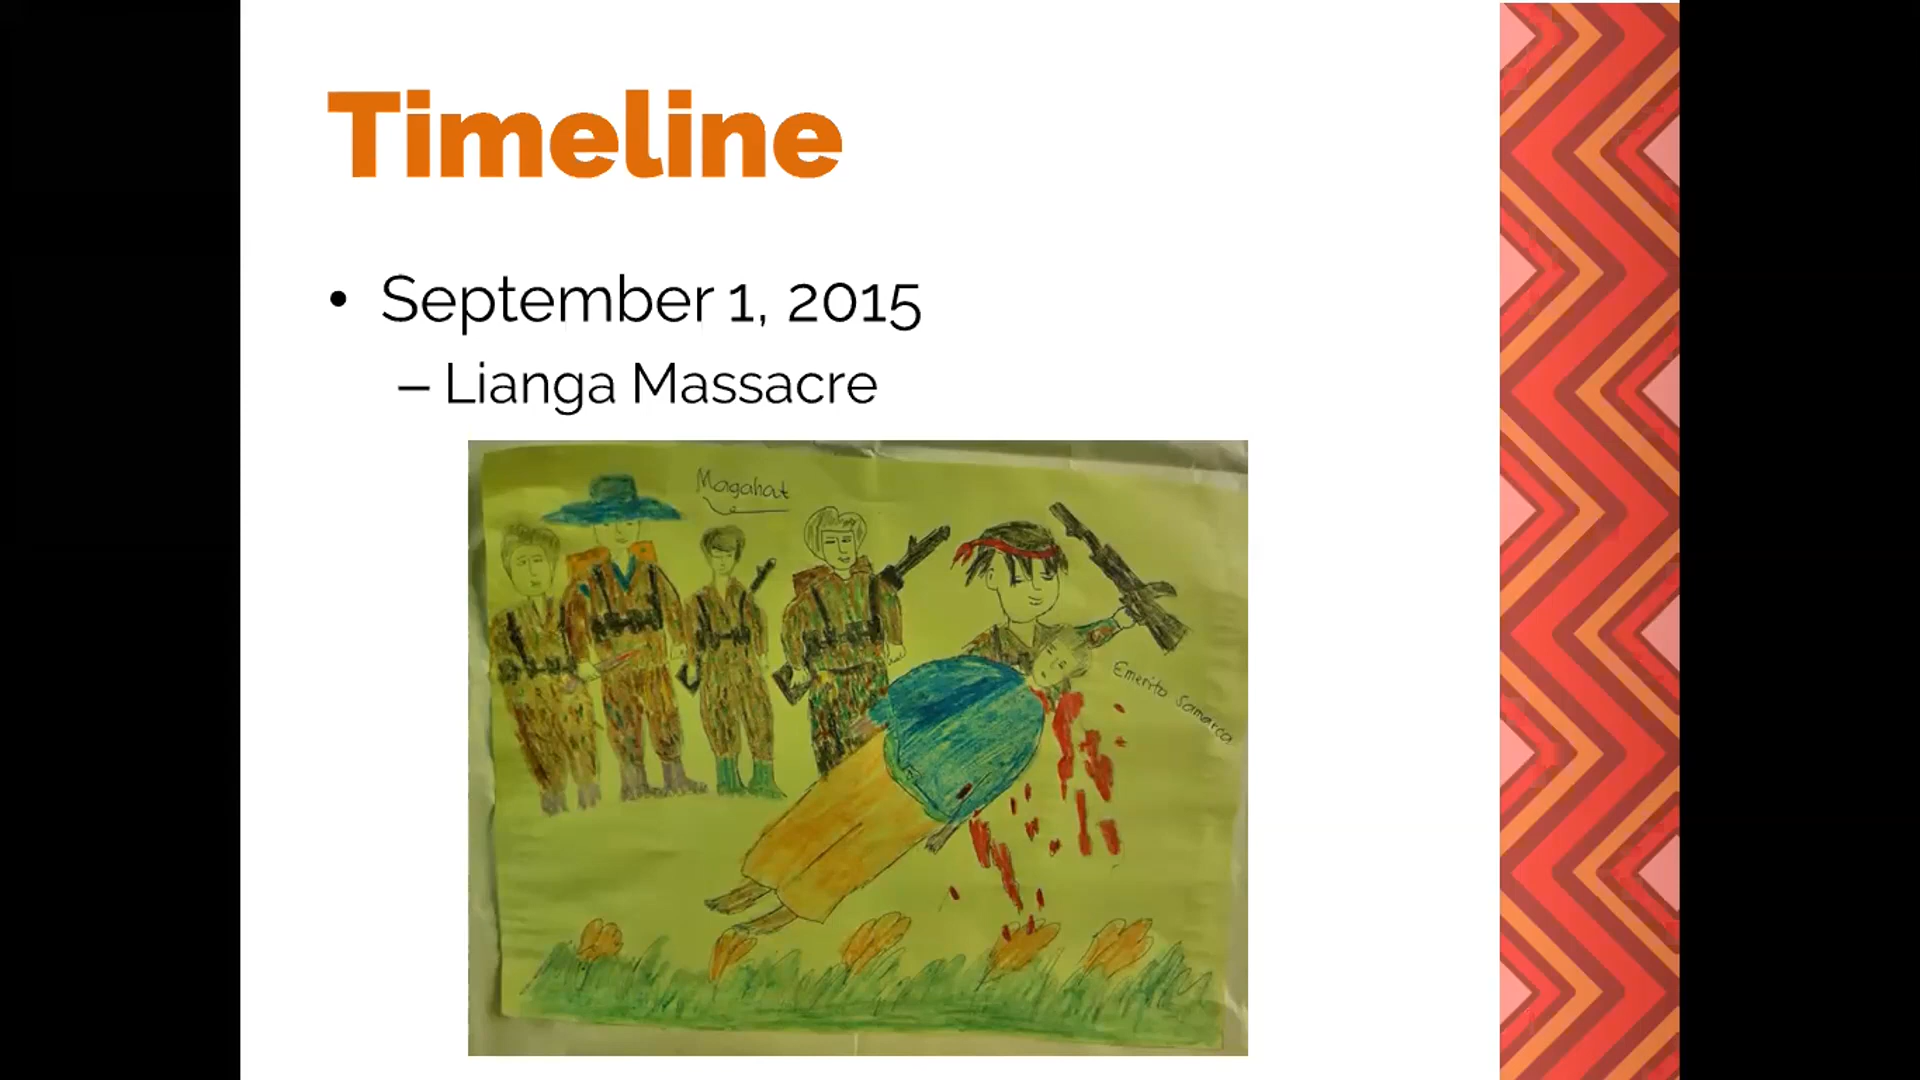 Timeline
• September 1, 2015
– Lianga Massacre
Magahat
Emerito Samarca